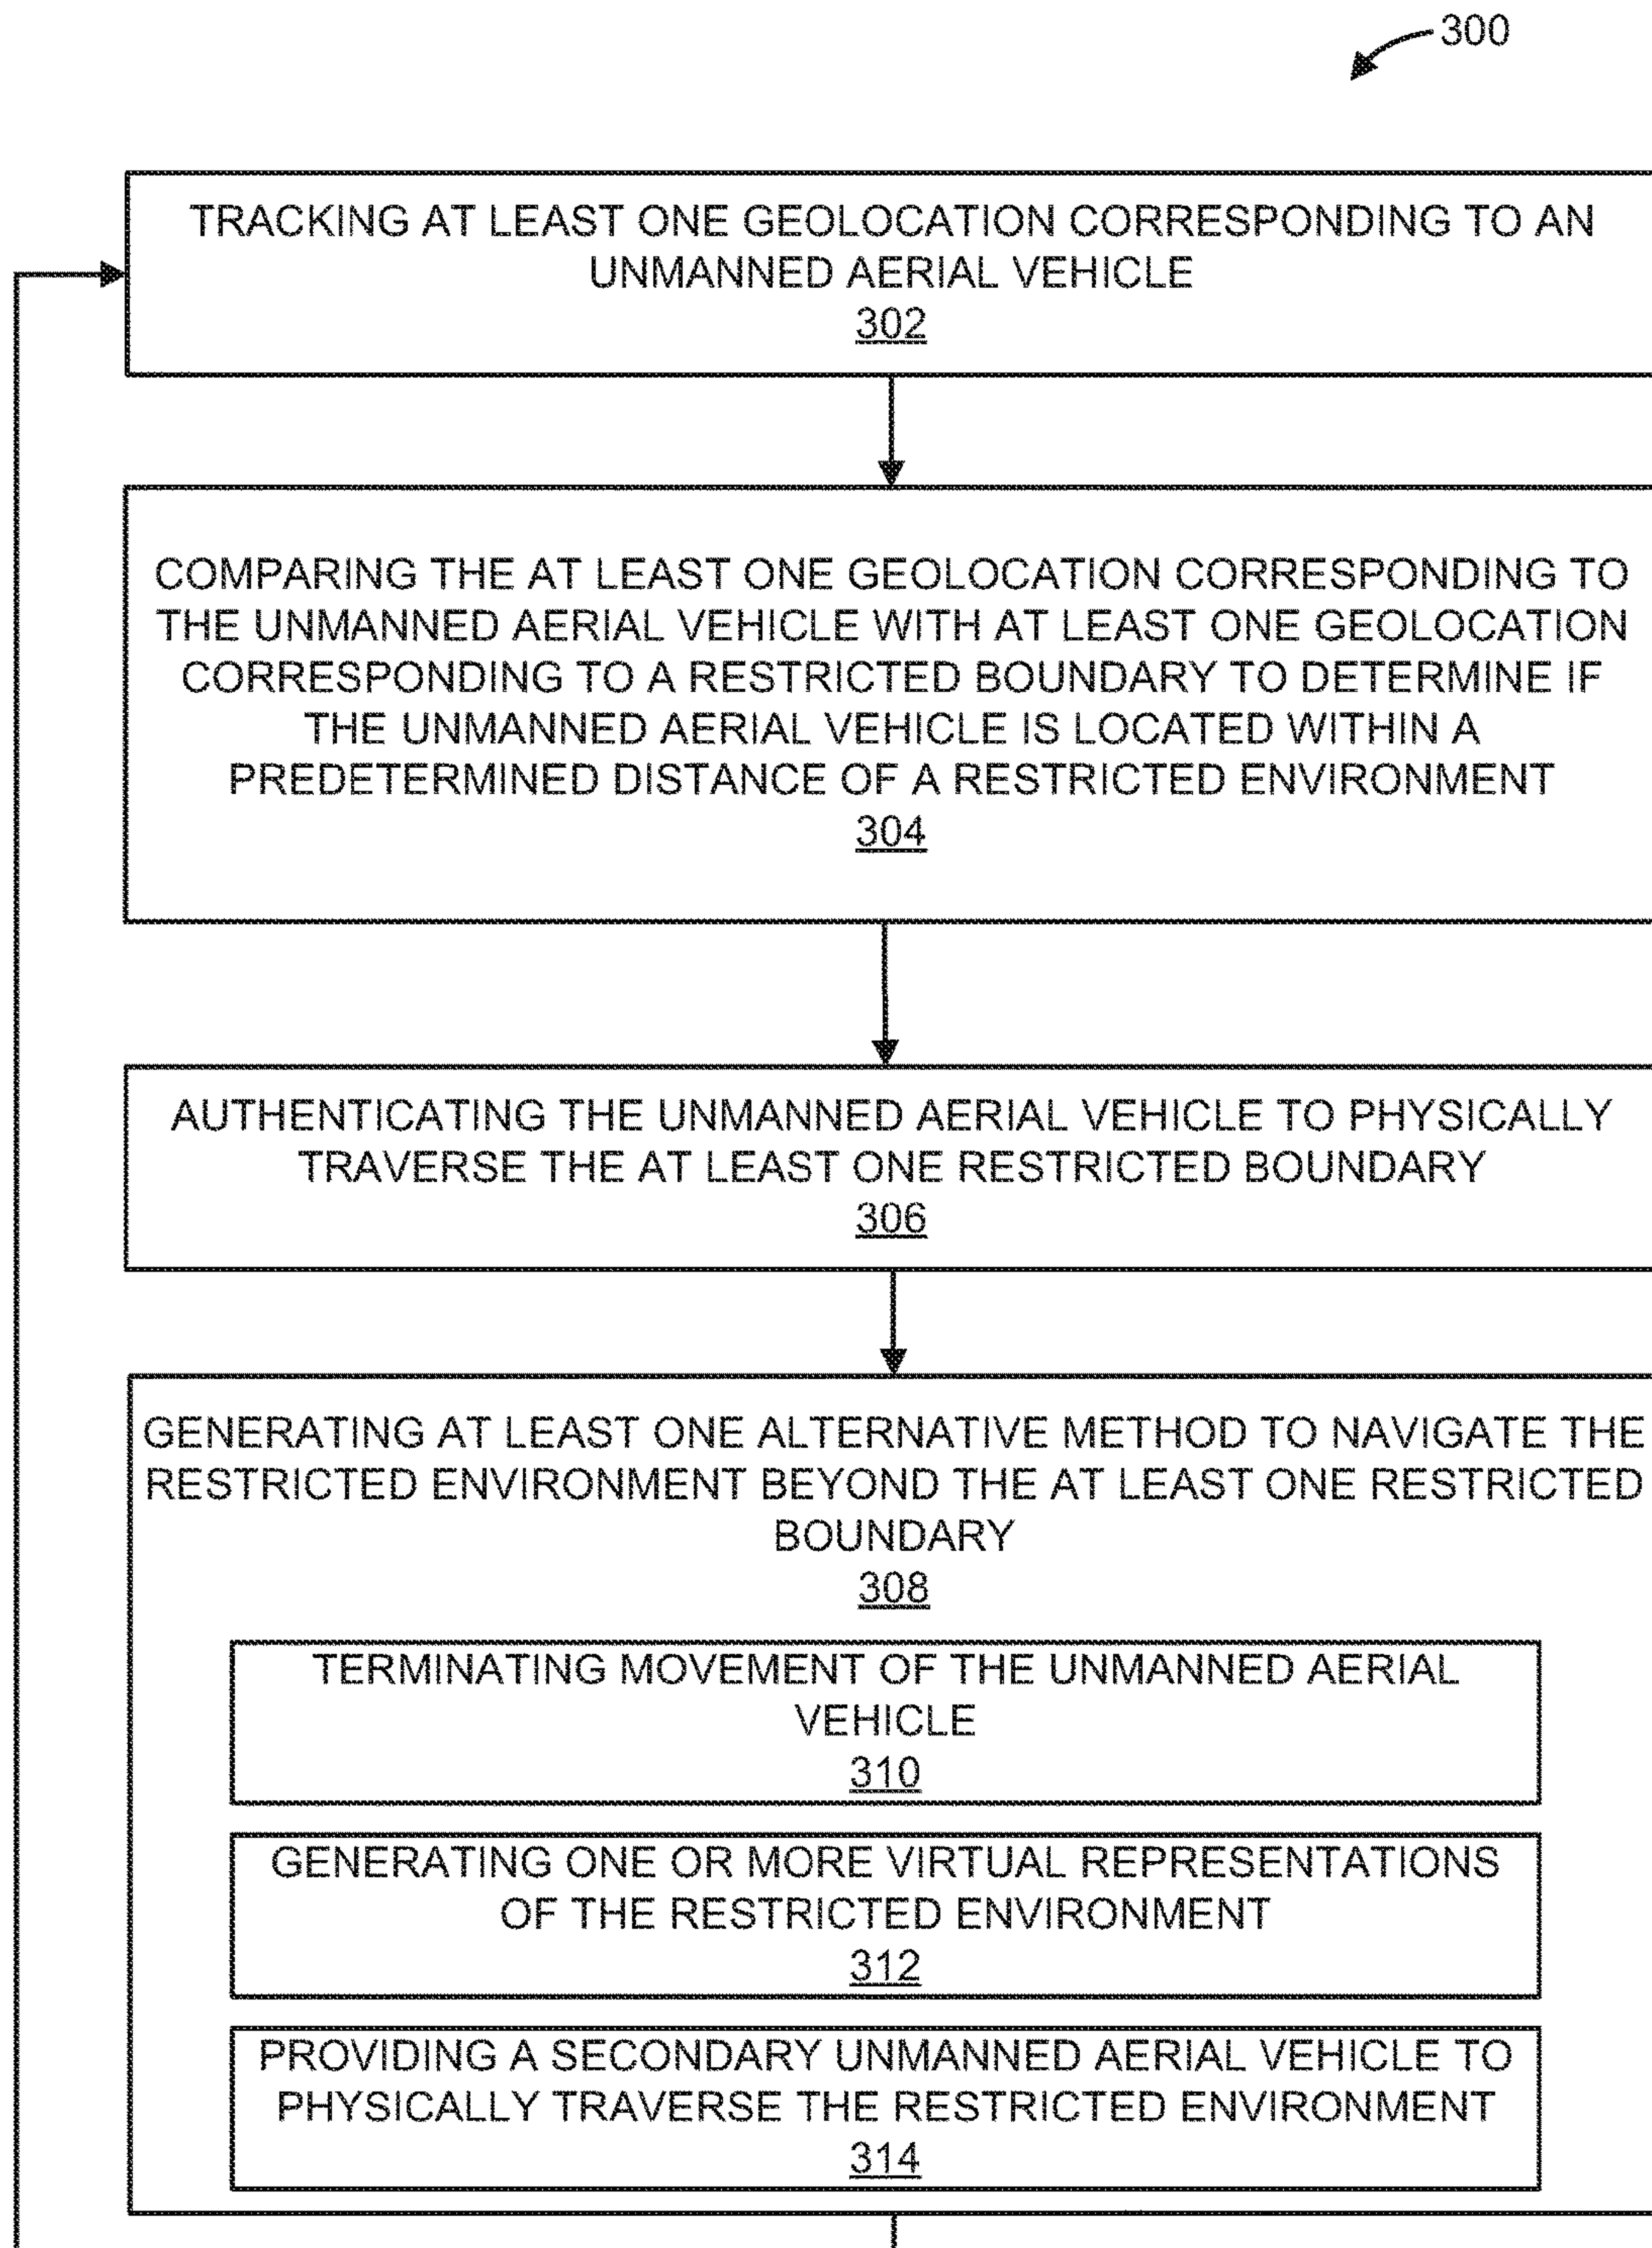 300
TRACKING AT LEAST ONE GEOLOCATION CORRESPONDING TO AN
UNMANNED AERIAL VEHICLE
302
COMPARING THE AT LEAST ONE GEOLOCATION CORRESPONDING TO
THE UNMANNED AERIAL VEHICLE WITH AT LEAST ONE GEOLOCATION
CORRESPONDING TO A RESTRICTED BOUNDARY TO DETERMINE IF
THE UNMANNED AERIAL VEHICLE IS LOCATED WITHIN A
PREDETERMINED DISTANCE OF A RESTRICTED ENVIRONMENT
304
AUTHENTICATING THE UNMANNED AERIAL VEHICLE TO PHYSICALLY
TRAVERSE THE AT LEAST ONE RESTRICED BOUNDARY
306
GENERATING AT LEAST ONE ALTERNATIVE METHOD TO NAVIGATE THE
RESTRICTED ENVIRONMENT BEYOND THE AT LEAST ONE RESTRICTED
BOUNDARY
308
TERMINATING MOVEMENT OF THE UNMANNED AERIAL
VEHICLE
310
GENERATING ONE OR MORE VIRTUAL REPRESENTATIONS
OF THE RESTRICTED ENVIRONMENT
312
PROVIDING A SECONDARY UNMANNED AERIAL VEHICLE TO
PHYSICALLY TRAVERSE THE RESTRICTED ENVIRONMENT
314